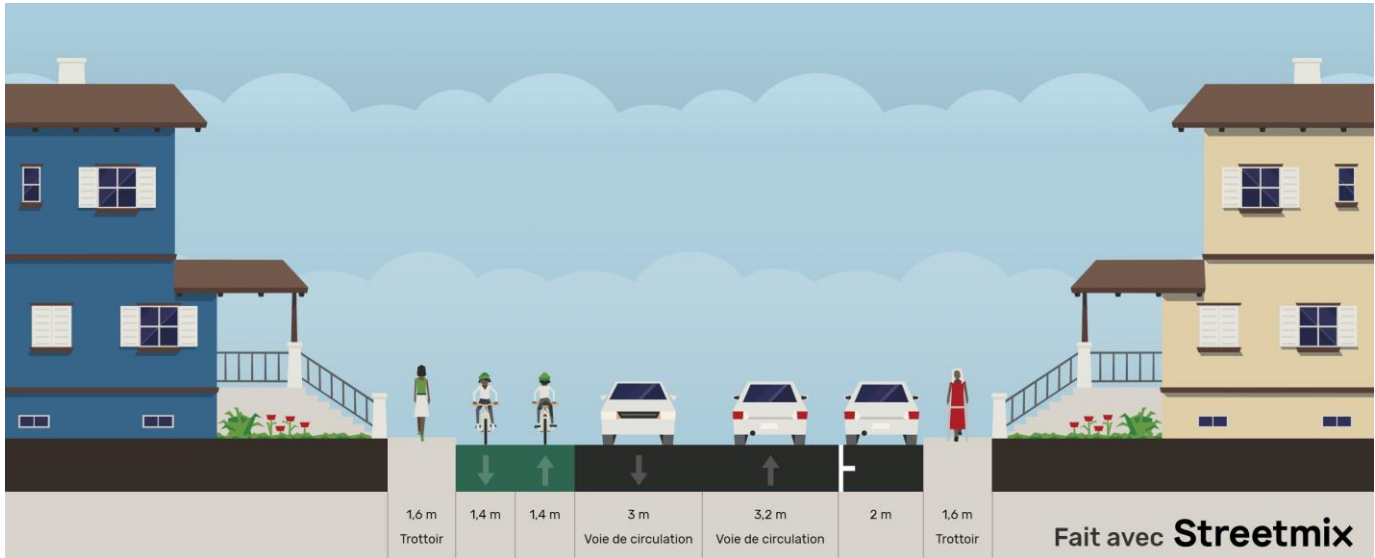 1,6 m
Trottoir
1,4 m
1,4 m
3 m
Voie de circulation
3,2 m
Voie de circulation
2 m
1,6 m
Trottoir
Fait avec Streetmix